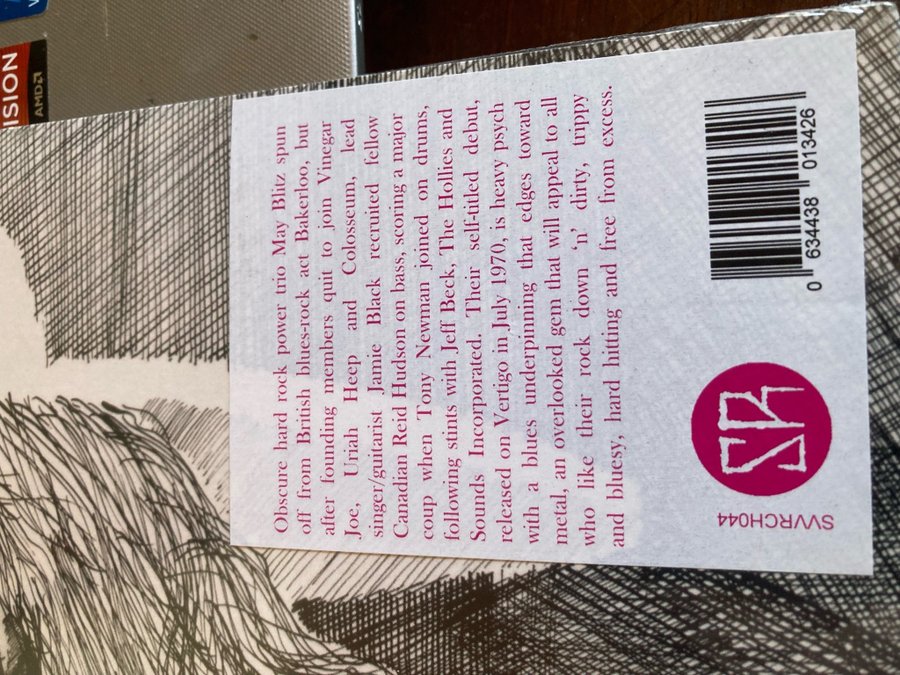 Obscure hard rock power trio May Blitz spun
off from British blues-rock act Bakerloo, but
after founding members quit to join Vinegar
Joe, Uriah Heep and Colosseum, lead
singer/guitarist Jamie Black recruited fellow
Canadian Reid Hudson on bass, scoring a major
coup when Tony Newman joined on drums,
following stints with Jeff Beck, The Hollies and
Sounds Incorporated. Their self-titled debut,
released on Vertigo in July 1970, is heavy psych
with a blues underpinning that edges toward
metal, an overlooked gem that will appeal to all
who like their rock down 'n' dirty, trippy
and bluesy, hard hitting and free from excess.
SR
SVVRCH044
0 634438 013426
ISION
AMD